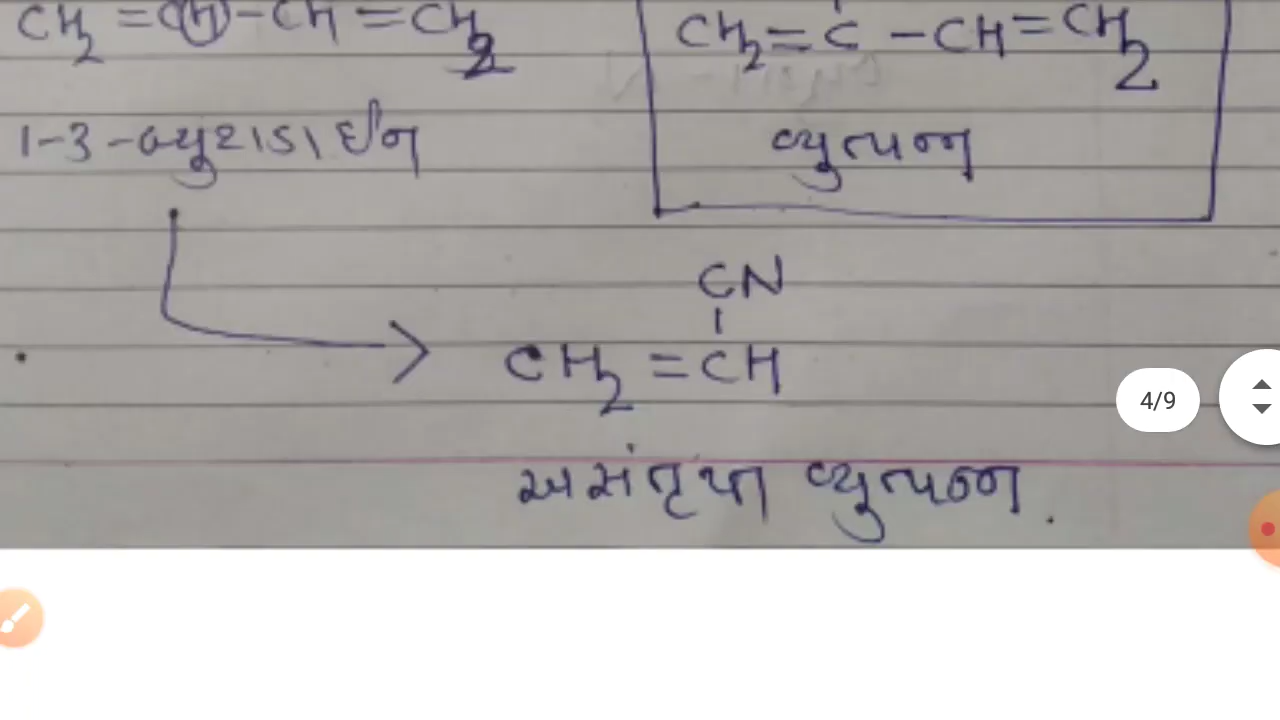 CH₂ = CH - CH = CH₂
CH₂ = C - CH = CH₂
1-3-બ્યુટાડાઈન
વ્યુત્પન્ન
CN
CH₂ = CH
4/9
અસંતૃપ્ત વ્યુત્પન્ન.